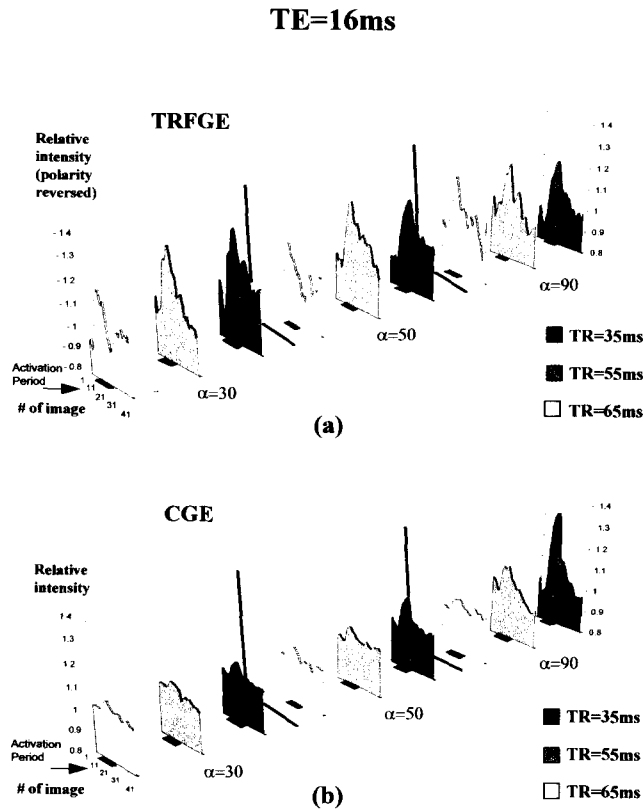 TE=16ms
TRFGE
Relative
intensity
(polarity
reversed)
- 1.4
- 1.3
- 1.2
- 1.1
- 1
- 0.9
- 0.8
- 1.4
1.3
1.2
1.1
1
0.9
0.8
Activation
Period
1
11
21
31
41
# of image
α=30
α=50
α=90
TR=35ms
TR=55ms
TR=65ms
(a)
CGE
Relative
intensity
1.4
1.3
1.2
1.1
1
0.9
0.8
- 1.4
1.3
1.2
1.1
1
0.9
0.8
Activation
Period
1
11
21
31
41
# of image
α=30
α=50
α=90
TR=35ms
TR=55ms
TR=65ms
(b)